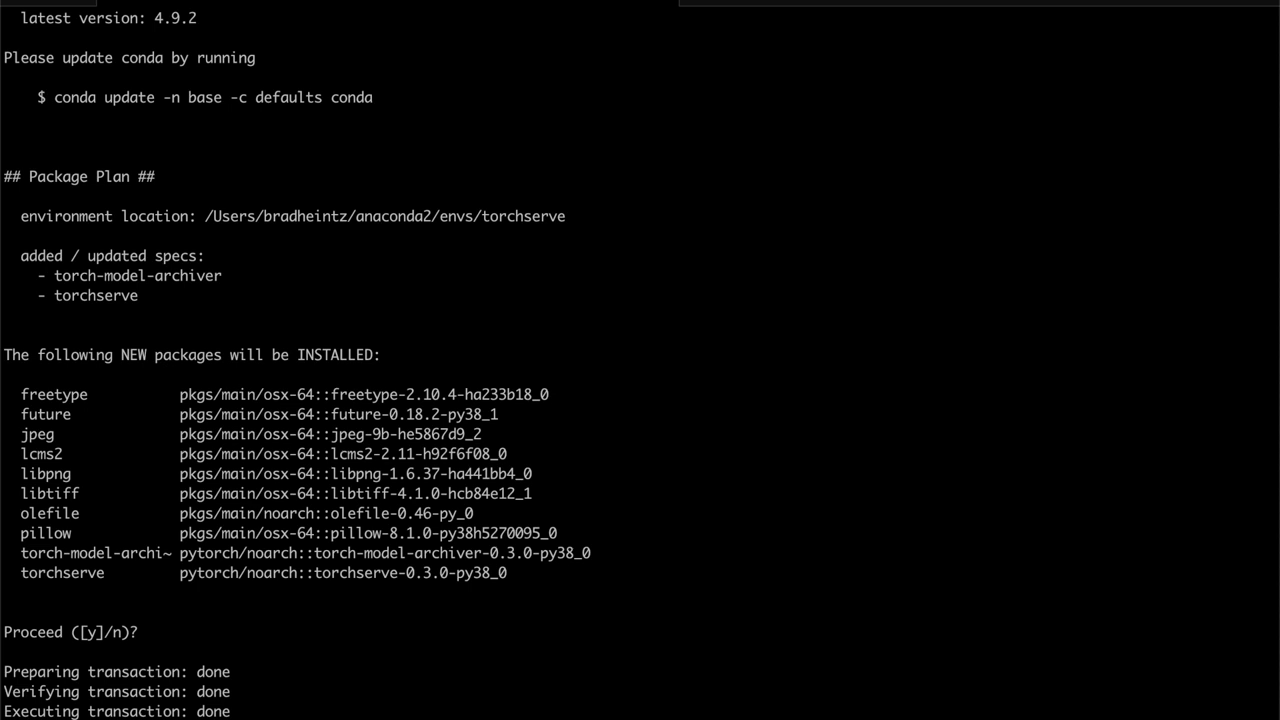 latest version: 4.9.2
Please update conda by running
$ conda update -n base -c defaults conda
## Package Plan ##
environment location: /Users/bradheintz/anaconda2/envs/torchserve
added / updated specs:
- torch-model-archiver
- torchserve
The following NEW packages will be INSTALLED:
freetype pkgs/main/osx-64::freetype-2.10.4-ha233b18_0
future pkgs/main/osx-64::future-0.18.2-py38_1
jpeg pkgs/main/osx-64::jpeg-9b-he5867d9_2
lcms2 pkgs/main/osx-64::lcms2-2.11-h92f6f08_0
libpng pkgs/main/osx-64::libpng-1.6.37-ha441bb4_0
libtiff pkgs/main/osx-64::libtiff-4.1.0-hcb84e12_1
olefile pkgs/main/noarch::olefile-0.46-py_0
pillow pkgs/main/osx-64::pillow-8.1.0-py38h5270095_0
torch-model-archi~ pytorch/noarch::torch-model-archiver-0.3.0-py38_0
torchserve pytorch/noarch::torchserve-0.3.0-py38_0
Proceed ([y]/n)?
Preparing transaction: done
Verifying transaction: done
Executing transaction: done